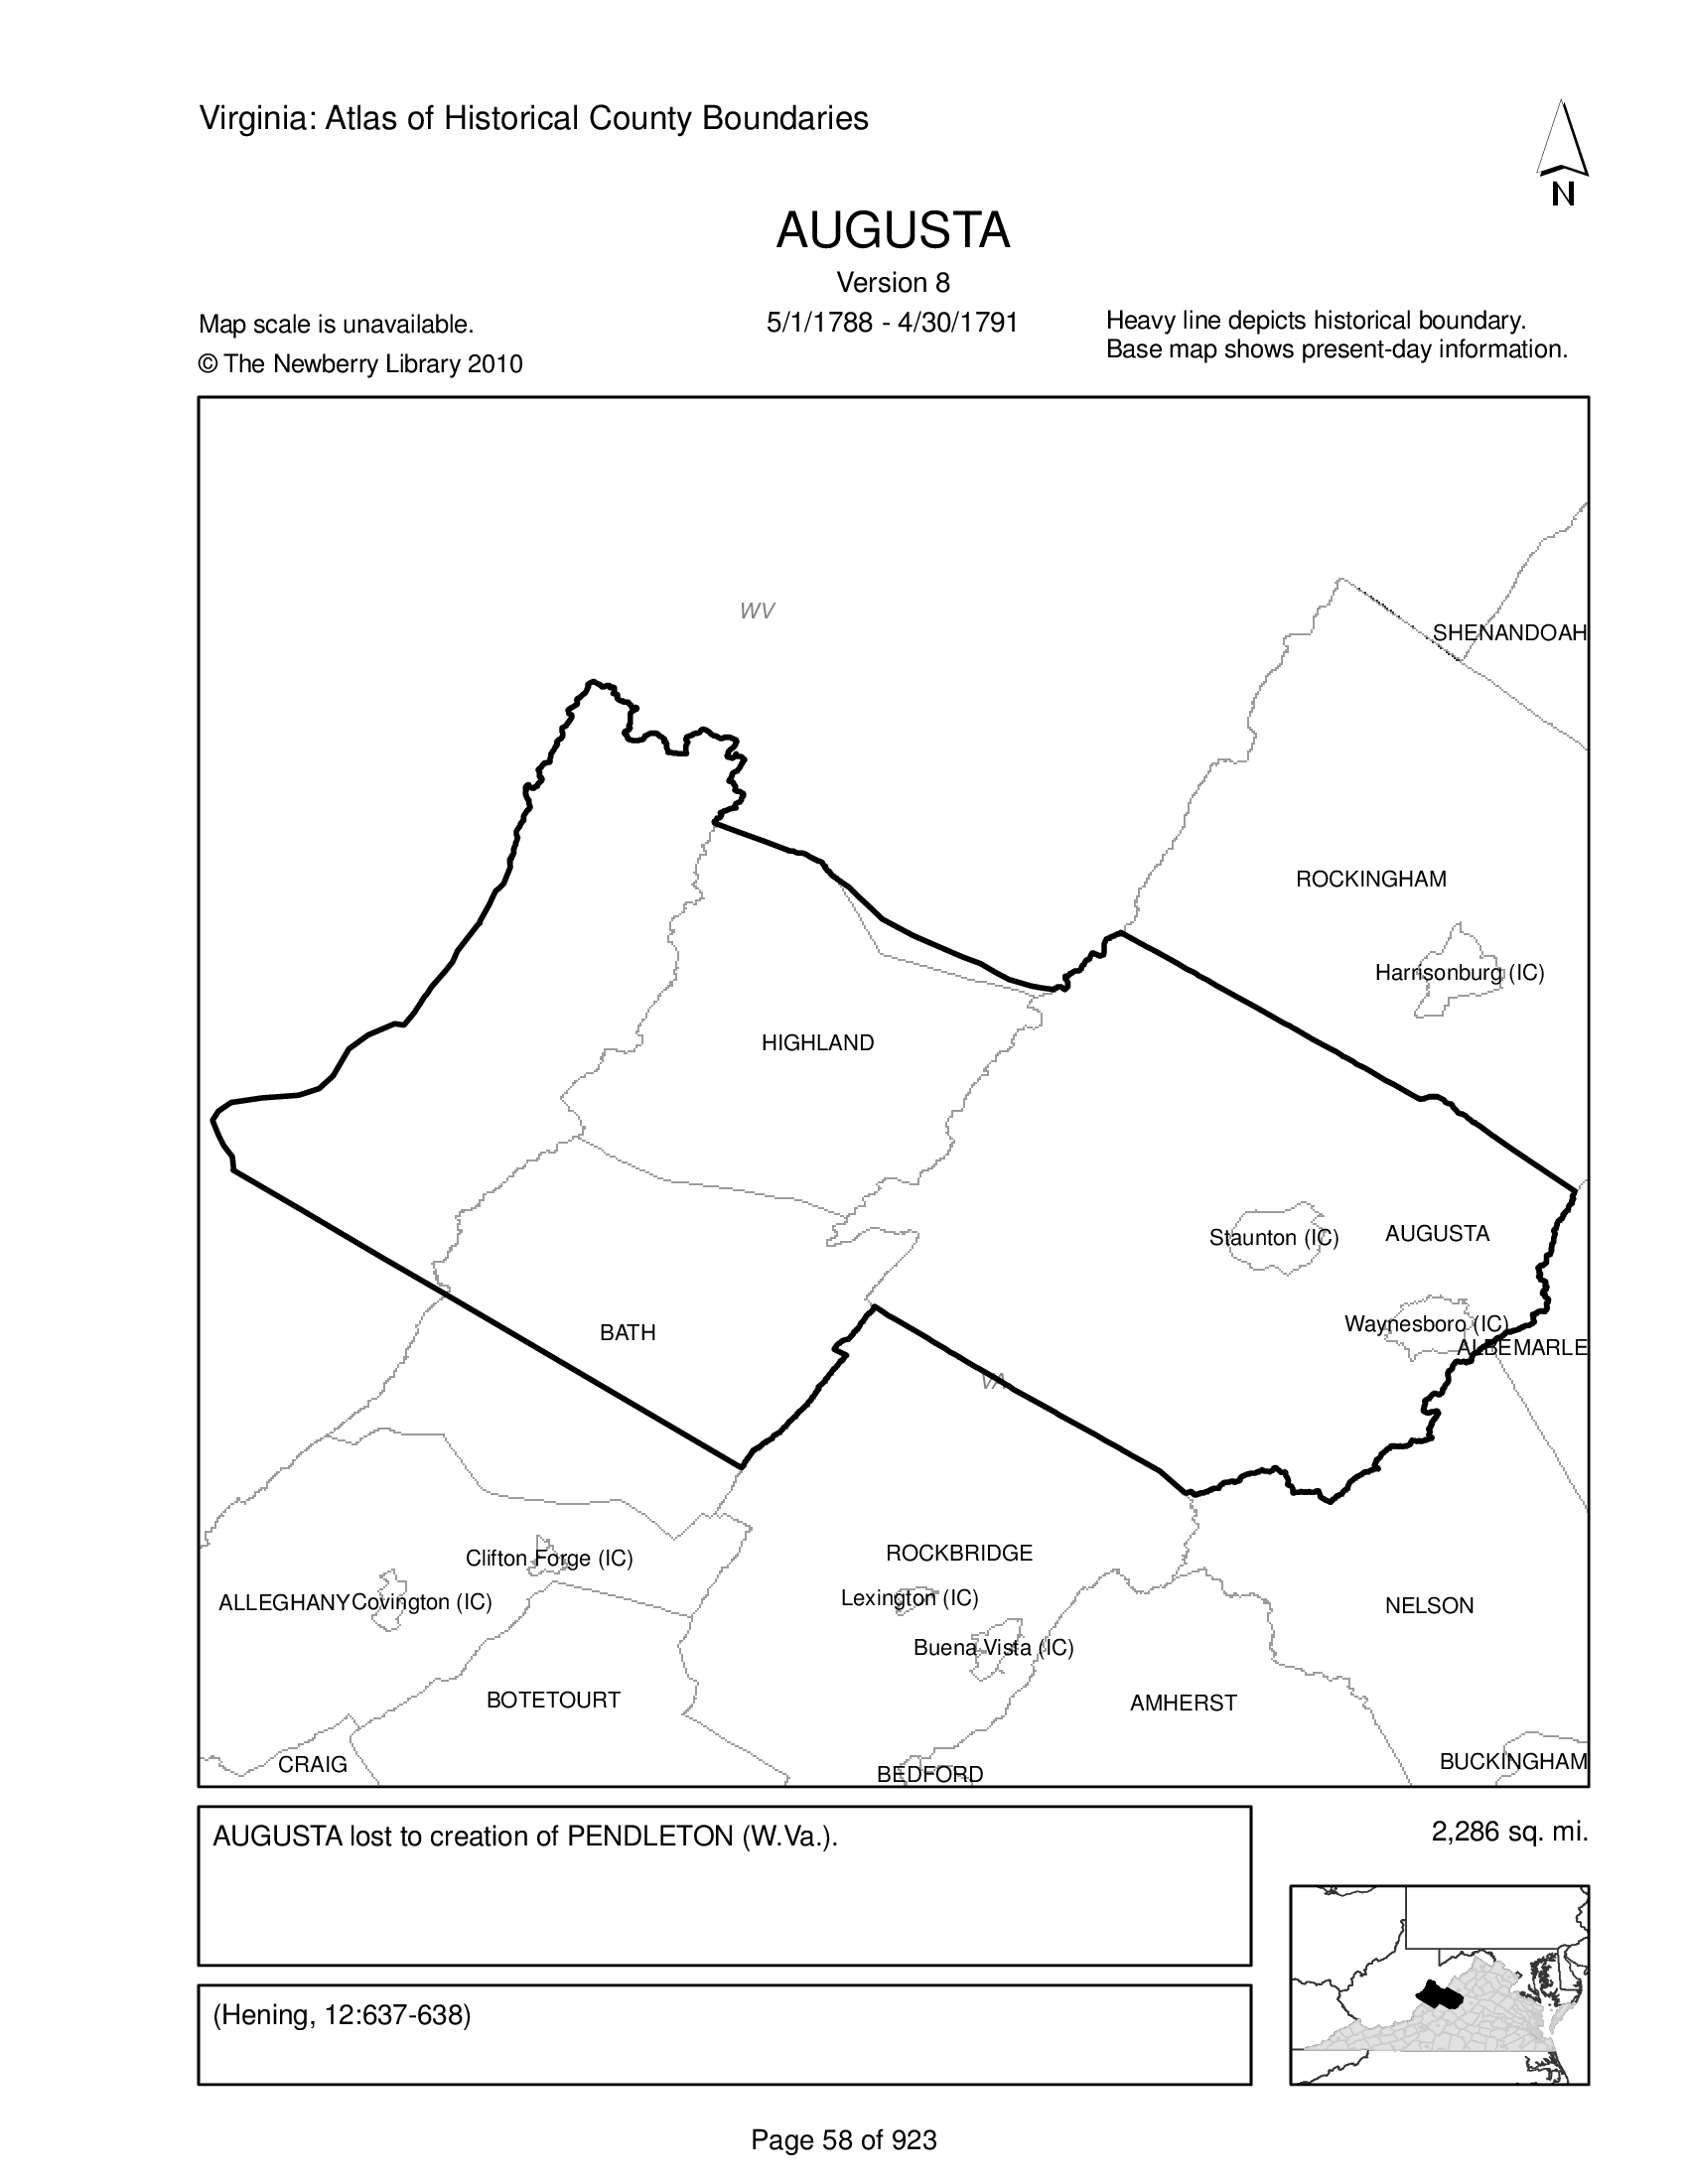 Virginia: Atlas of Historical County Boundaries
N
AUGUSTA
Version 8
5/1/1788 - 4/30/1791
Map scale is unavailable.
© The Newberry Library 2010
Heavy line depicts historical boundary.
Base map shows present-day information.
WV
SHENANDOAH
ROCKINGHAM
Harrisonburg (IC)
HIGHLAND
Staunton (IC)
AUGUSTA
Waynesboro (IC)
BATH
ALBEMARLE
VA
ROCKBRIDGE
Clifton Forge (IC)
Lexington (IC)
ALLEGHANY
Covington (IC)
NELSON
Buena Vista (IC)
BOTETOURT
AMHERST
CRAIG
BEDFORD
BUCKINGHAM
AUGUSTA lost to creation of PENDLETON (W.Va.).
2,286 sq. mi.
(Hening, 12:637-638)
Page 58 of 923